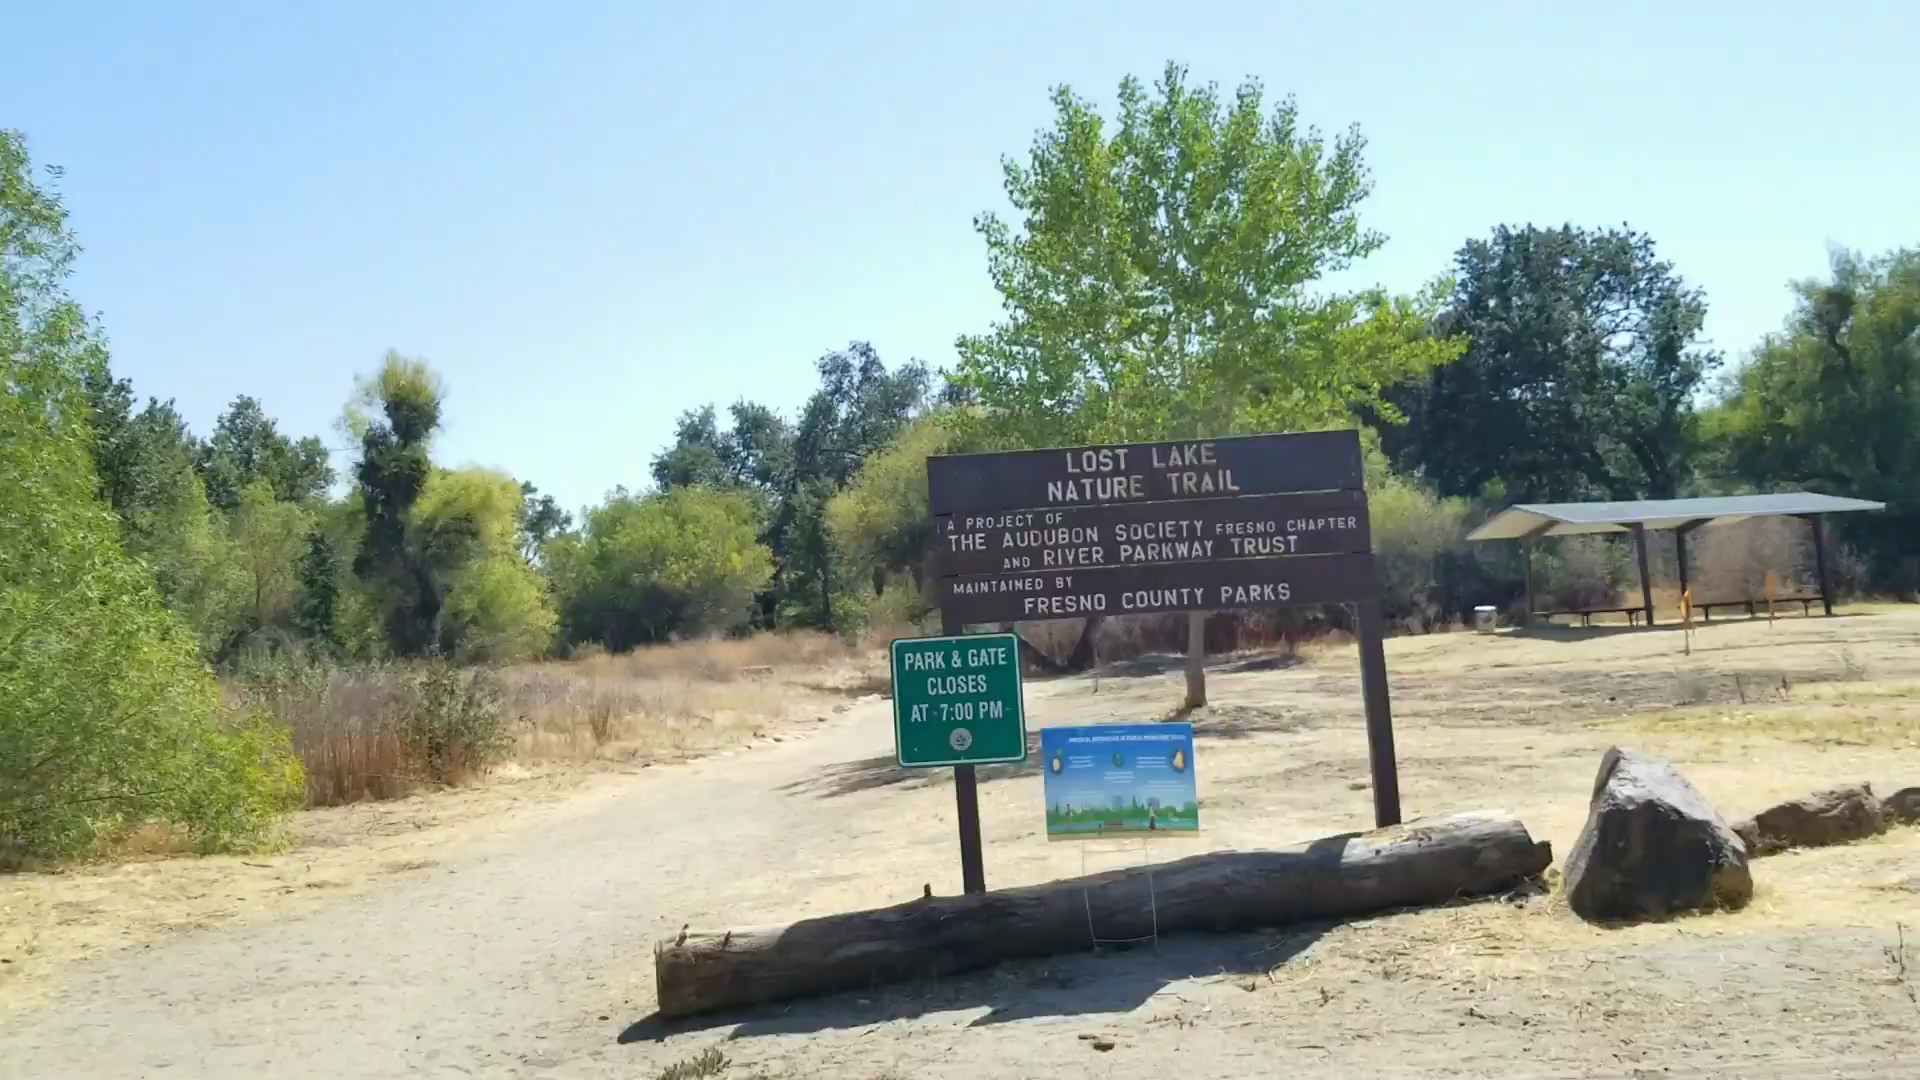 LOST LAKE
NATURE TRAIL
A PROJECT OF
THE AUDUBON SOCIETY FRESNO CHAPTER
AND RIVER PARKWAY TRUST
MAINTAINED BY
FRESNO COUNTY PARKS
PARK & GATE
CLOSES
AT 7:00 PM